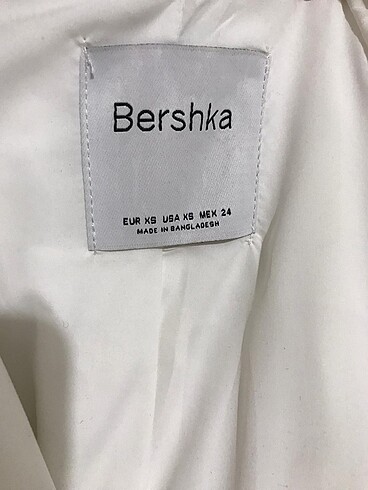 Bershka
EUR XS USA XS MEX 24
MADE IN BANGLADESH